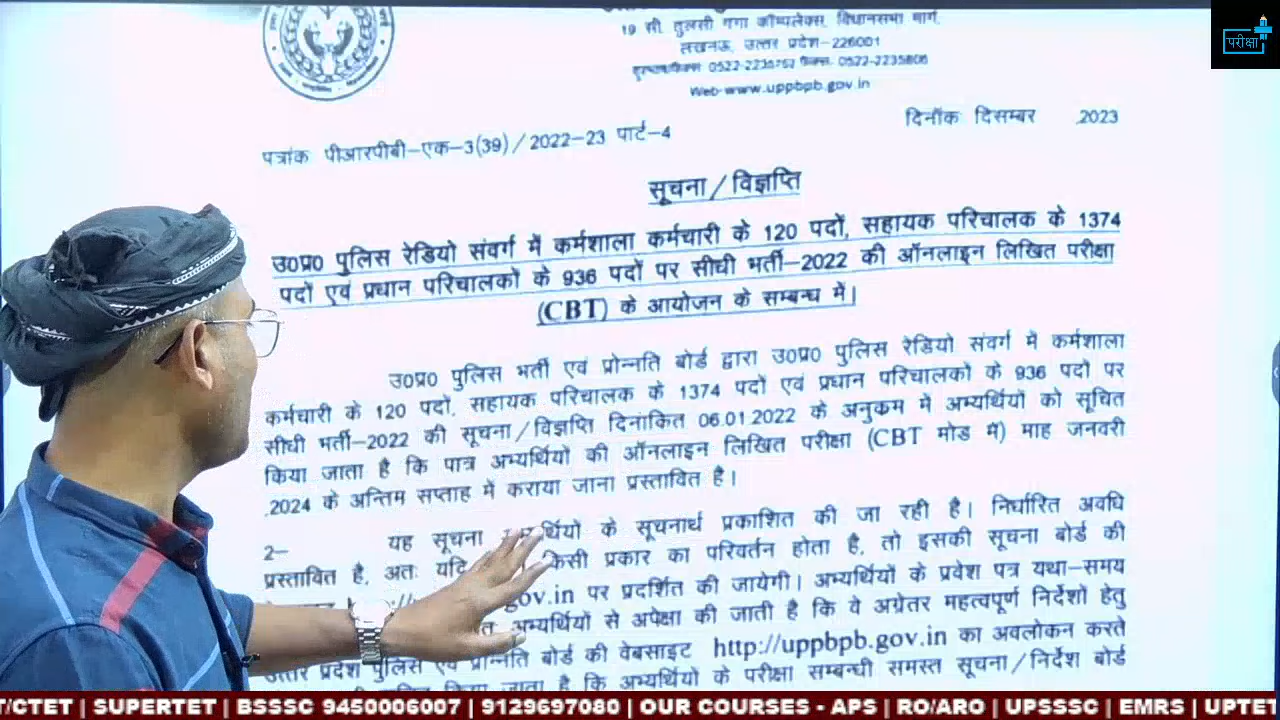 19 सी, तुलसी गंगा कॉम्पलेक्स, विधानसभा मार्ग,
लखनऊ, उत्तर प्रदेश-226001
0522-2235806
Web-www.uppbpb.gov.in
परीक्षा
दिनाँक दिसम्बर ,2023
पत्रांक पीआरपीबी-एक-3(39)/2022-23 पार्ट-4
सूचना/विज्ञप्ति
उ0प्र0 पुलिस रेडियो संवर्ग में कर्मशाला कर्मचारी के 120 पदों, सहायक परिचालक के 1374
पदों एवं प्रधान परिचालकों के 936 पदों पर सीधी भर्ती-2022 की ऑनलाइन लिखित परीक्षा
(CBT) के आयोजन के सम्बन्ध में।
उ0प्र0 पुलिस भर्ती एवं प्रोन्नति बोर्ड द्वारा उ0प्र0 पुलिस रेडियो संवर्ग में कर्मशाला
कर्मचारी के 120 पदों, सहायक परिचालक के 1374 पदों एवं प्रधान परिचालकों के 936 पदों पर
सीधी भर्ती-2022 की सूचना/विज्ञप्ति दिनांकित 06.01.2022 के अनुक्रम में अभ्यर्थियों को सूचित
किया जाता है कि पात्र अभ्यर्थियों की ऑनलाइन लिखित परीक्षा (CBT मोड में) माह जनवरी
,2024 के अन्तिम सप्ताह में कराया जाना प्रस्तावित है।
2- यह सूचना र्थियों के सूचनार्थ प्रकाशित की जा रही है। निर्धारित अवधि
प्रस्तावित है, अतः यदि किसी प्रकार का परिवर्तन होता है, तो इसकी सूचना बोर्ड की
gov.in पर प्रदर्शित की जायेगी। अभ्यर्थियों के प्रवेश पत्र यथा-समय
अभ्यर्थियों से अपेक्षा की जाती है कि वे अग्रेतर महत्वपूर्ण निर्देशों हेतु
उत्तर प्रदेश पुलिस एवं प्रोन्नति बोर्ड की वेबसाइट http://uppbpb.gov.in का अवलोकन करते
किया जाता है कि अभ्यर्थियों के परीक्षा सम्बन्धी समस्त सूचना/निर्देश बोर्ड
T/CTET | SUPERTET | BSSSC 9450006007 | 9129697080 | OUR COURSES - APS | RO/ARO | UPSSSC | EMRS | UPTET